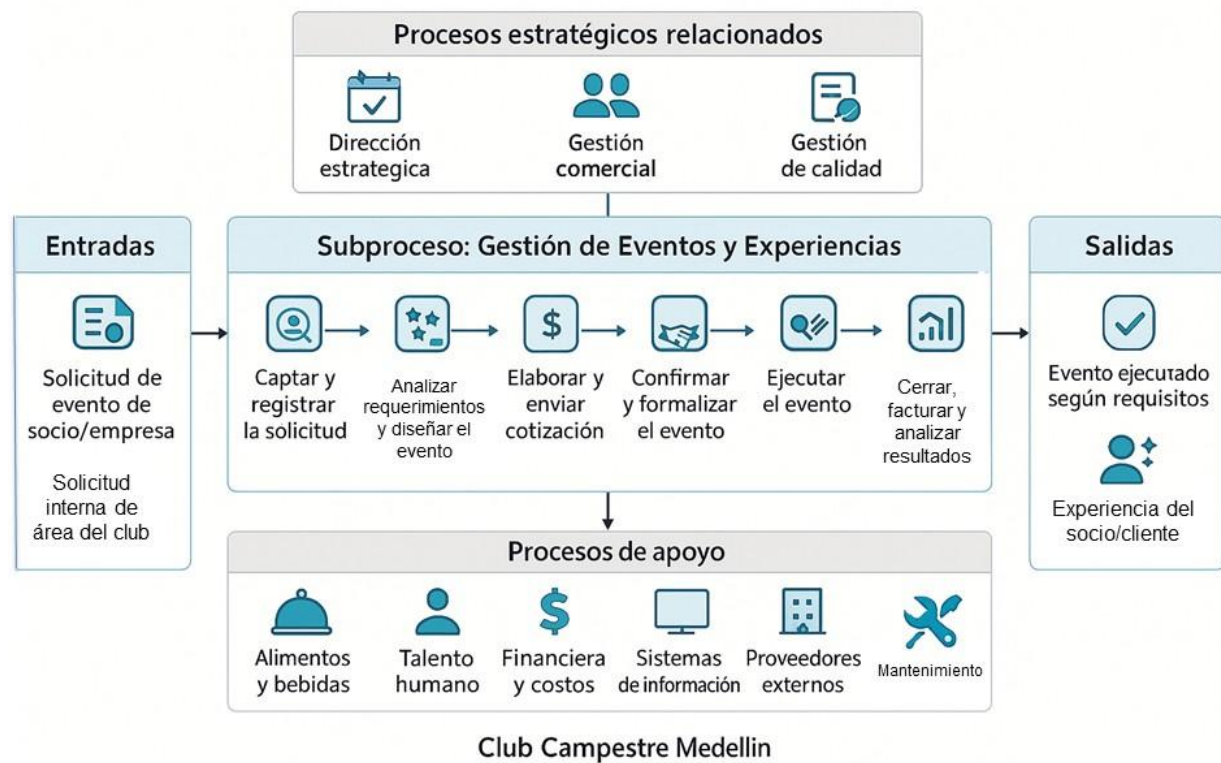 Procesos estratégicos relacionados
Dirección
estrategica
Gestión
comercial
Gestión
de calidad
Entradas
Solicitud de
evento de
socio/empresa
Solicitud
interna de
área del club
Subproceso: Gestión de Eventos y Experiencias
Captar y
registrar
la solicitud
Analizar
requerimientos
y diseñar el
evento
$
Elaborar y
enviar
cotización
Confirmar
y formalizar
el evento
Ejecutar
el evento
Cerrar,
facturar y
analizar
resultados
Salidas
Evento ejecutado
según requisitos
Experiencia del
socio/cliente
Procesos de apoyo
Alimentos
y bebidas
Talento
humano
$
Financiera
y costos
Sistemas
de información
Proveedores
externos
Mantenimiento
Club Campestre Medellin